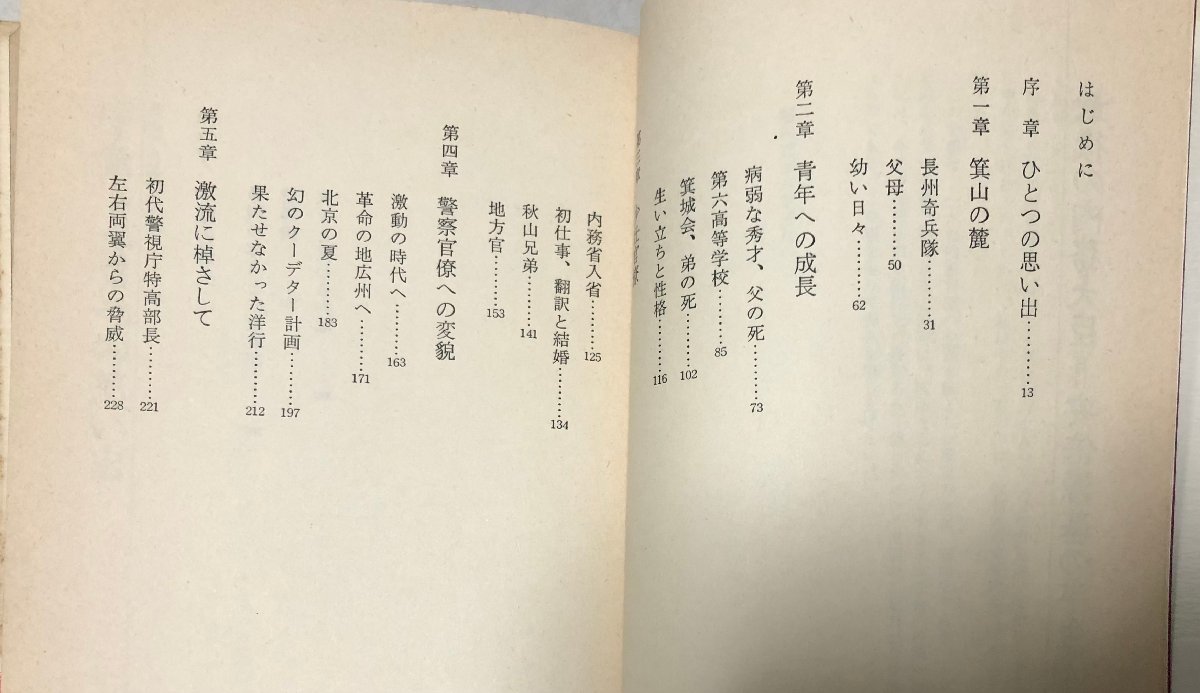 はじめに
序章 ひとつの思い出………13
第一章 箕山の麓
長州奇兵隊………31
父母………50
幼い日々………62
第二章 青年への成長
病弱な秀才、父の死………73
第六高等学校………85
箕城会、弟の死………102
生い立ちと性格………116
内務省入省………125
初仕事、翻訳と結婚………134
秋山兄弟………141
地方官………153
第四章 警察官僚への変貌
激動の時代へ………163
革命の地広州へ………171
北京の夏………183
幻のクーデター計画………197
果たせなかった洋行………212
第五章 激流に棹さして
初代警視庁特高部長………221
左右両翼からの脅威………228